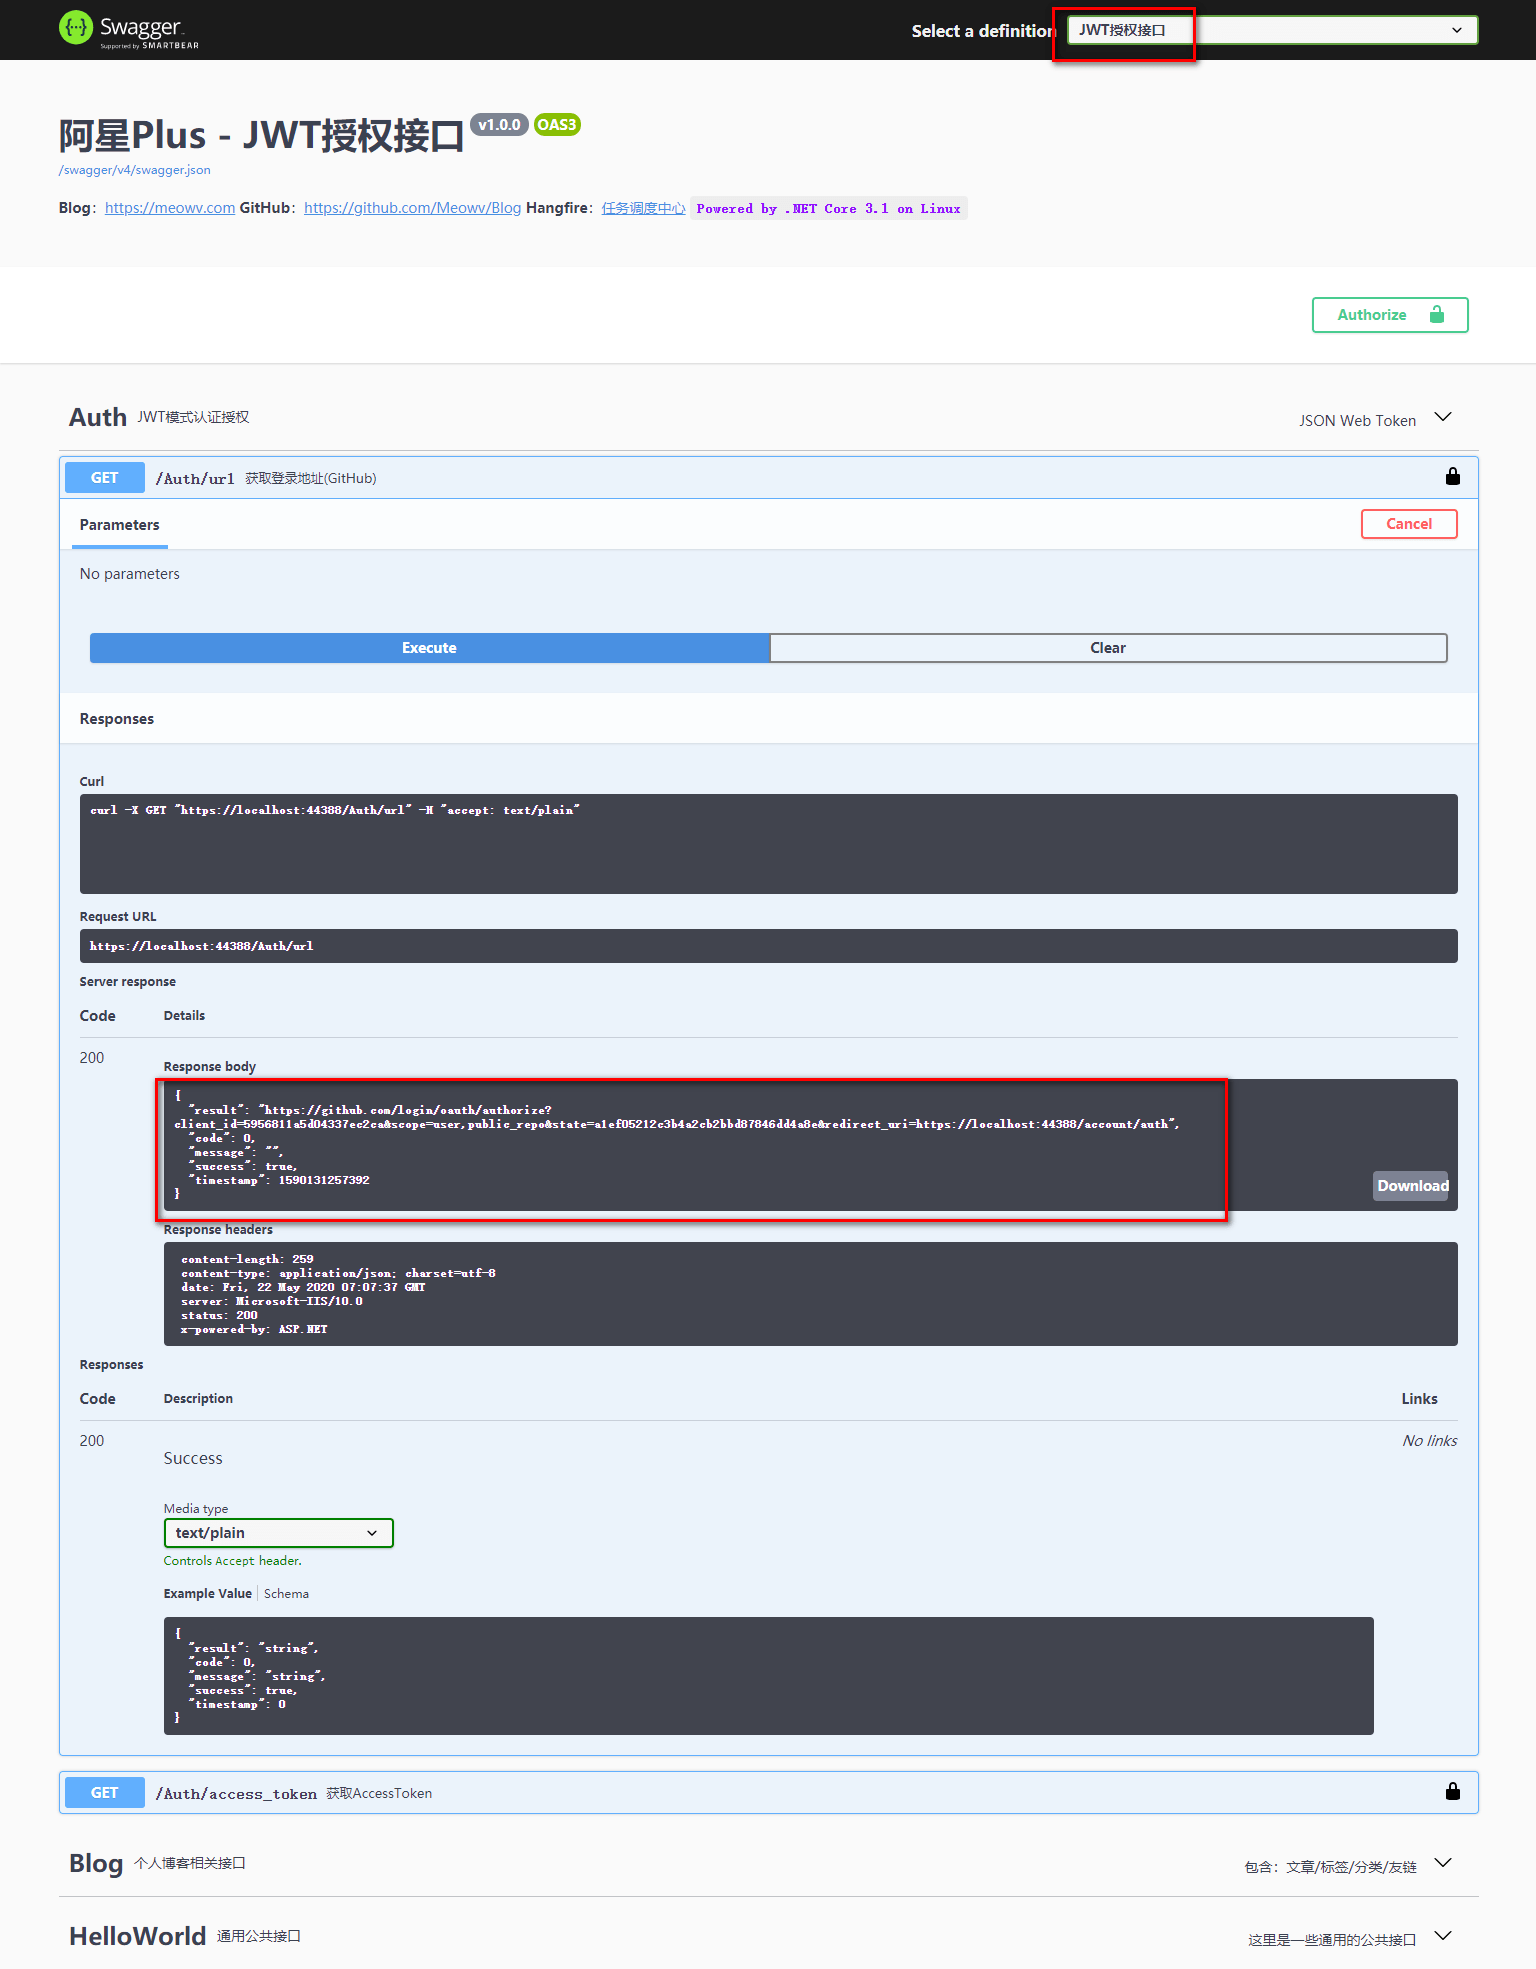 Swagger
Supported by SMARTBEAR
Select a definition
JWT授权接口
阿星Plus - JWT授权接口 v1.0.0 OAS3
/swagger/v4/swagger.json
Blog：https://meowv.com GitHub：https://github.com/Meowv/Blog Hangfire：任务调度中心 Powered by .NET Core 3.1 on Linux
Authorize
Auth JWT模式认证授权
JSON Web Token
GET /Auth/url 获取登录地址(GitHub)
Parameters
Cancel
No parameters
Execute
Clear
Responses
Curl
curl -X GET "https://localhost:44388/Auth/url" -H "accept: text/plain"
Request URL
https://localhost:44388/Auth/url
Server response
Code Details
200
Response body
{
"result": "https://github.com/login/oauth/authorize?
client_id=5956811a5d04337ec2ca&scope=user,public_repo&state=a1ef05212c3b4a2cb2bbd87846dd4a8e&redirect_uri=https://localhost:44388/account/auth",
"code": 0,
"message": "",
"success": true,
"timestamp": 1590131257392
}
Download
Response headers
content-length: 259
content-type: application/json; charset=utf-8
date: Fri, 22 May 2020 07:07:37 GMT
server: Microsoft-IIS/10.0
status: 200
x-powered-by: ASP.NET
Responses
Code Description Links
200
Success
No links
Media type
text/plain
Controls Accept header.
Example Value Schema
{
"result": "string",
"code": 0,
"message": "string",
"success": true,
"timestamp": 0
}
GET /Auth/access_token 获取AccessToken
Blog 个人博客相关接口
包含：文章/标签/分类/友链
HelloWorld 通用公共接口
这里是一些通用的公共接口